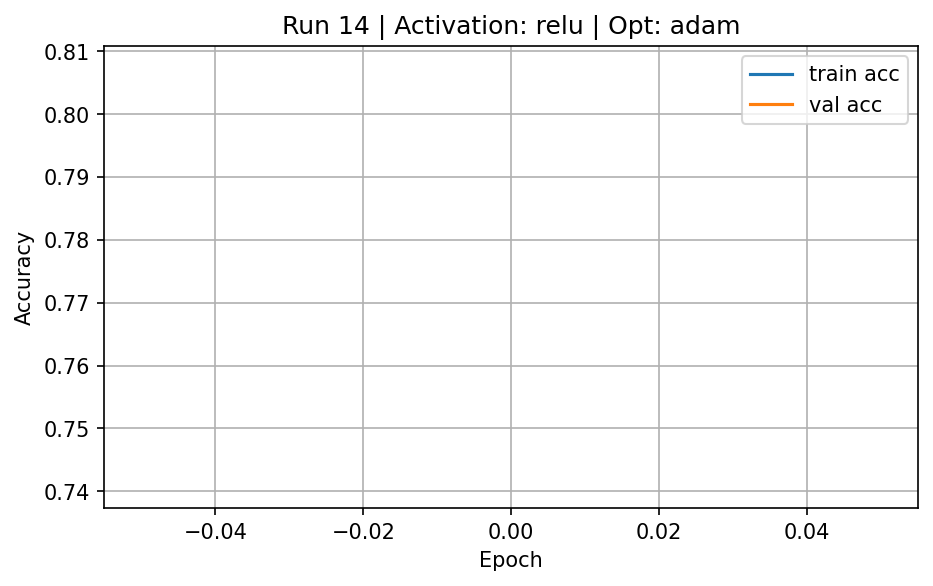 Run 14 | Activation: relu | Opt: adam
train acc
val acc
Accuracy
0.81
0.80
0.79
0.78
0.77
0.76
0.75
0.74
−0.04 −0.02 0.00 0.02 0.04
Epoch